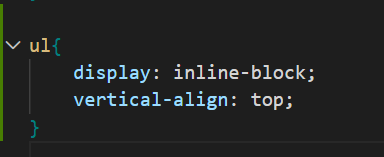 ul{
display: inline-block;
vertical-align: top;
}